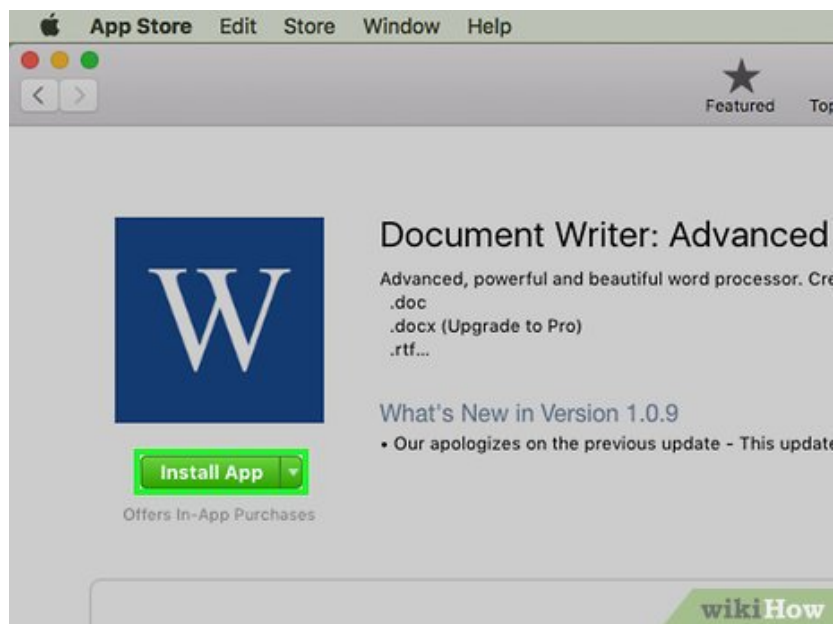 App Store Edit Store Window Help
Featured
Top
W
Document Writer: Advanced
Advanced, powerful and beautiful word processor. Cre
.doc
.docx (Upgrade to Pro)
.rtf...
What's New in Version 1.0.9
• Our apologizes on the previous update - This update
Install App
Offers In-App Purchases
wikiHow